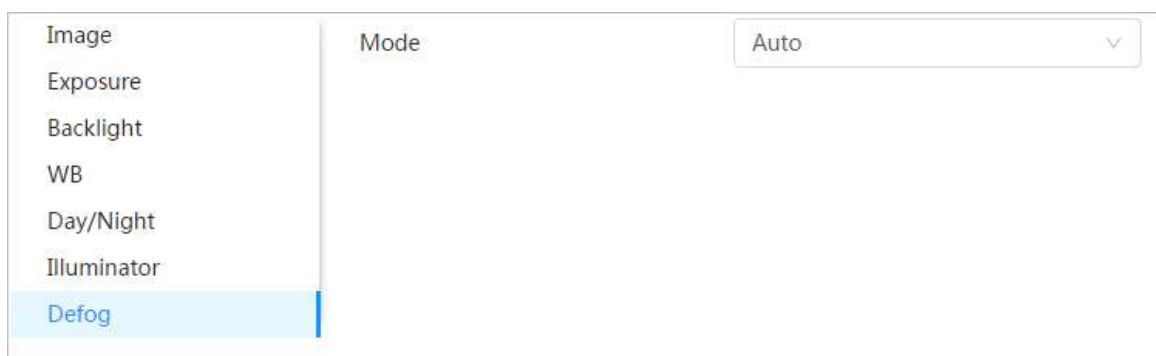 Image
Mode
Auto
Exposure
Backlight
WB
Day/Night
Illuminator
Defog